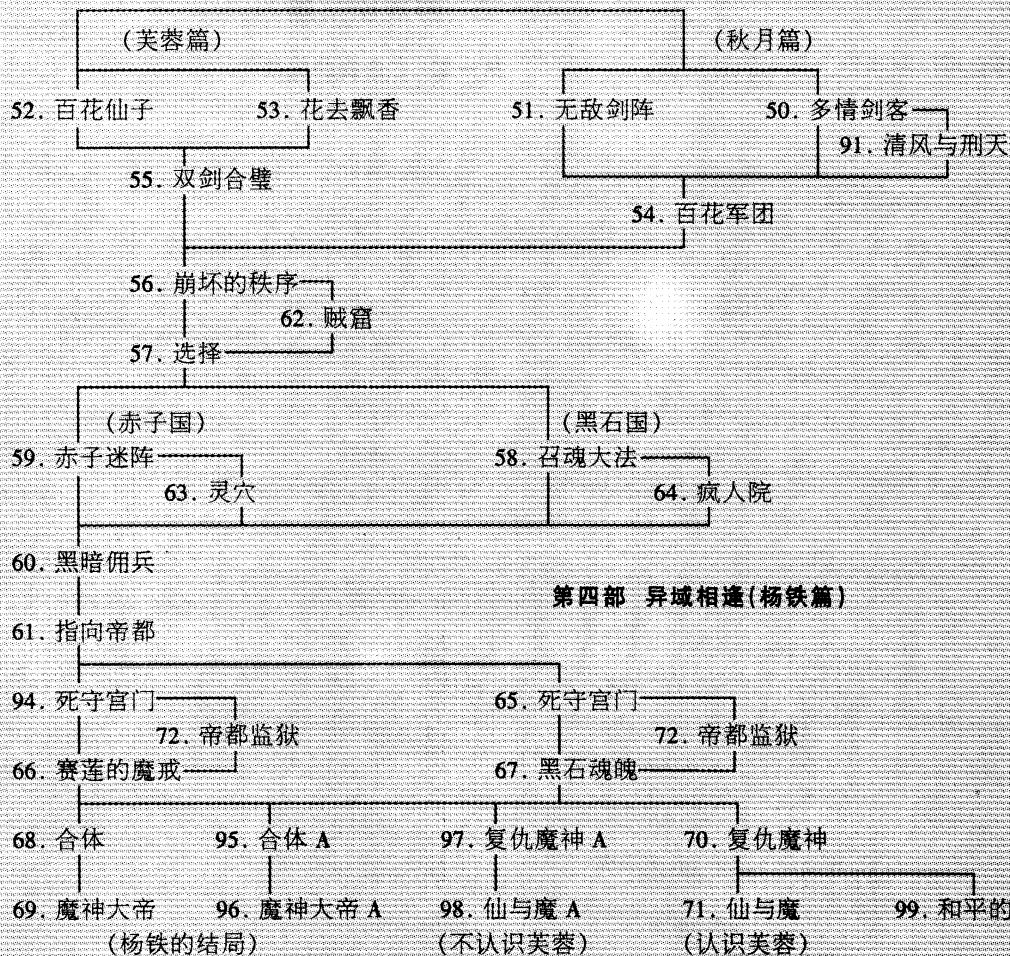 （芙蓉篇） （秋月篇）
52. 百花仙子 53. 花去飘香 51. 无敌剑阵 50. 多情剑客
91. 清风与刑天
55. 双剑合璧
54. 百花军团
56. 崩坏的秩序
62. 贼窟
57. 选择
（赤子国） （黑石国）
59. 赤子迷阵 58. 召魂大法
63. 灵穴 64. 疯人院
60. 黑暗佣兵
第四部 异域相逢（杨铁篇）
61. 指向帝都
94. 死守宫门 65. 死守宫门
72. 帝都监狱 72. 帝都监狱
66. 赛莲的魔戒 67. 黑石魂魄
68. 合体 95. 合体 A 97. 复仇魔神 A 70. 复仇魔神
69. 魔神大帝 96. 魔神大帝 A 98. 仙与魔 A 71. 仙与魔 99. 和平的
（杨铁的结局） （不认识芙蓉） （认识芙蓉）